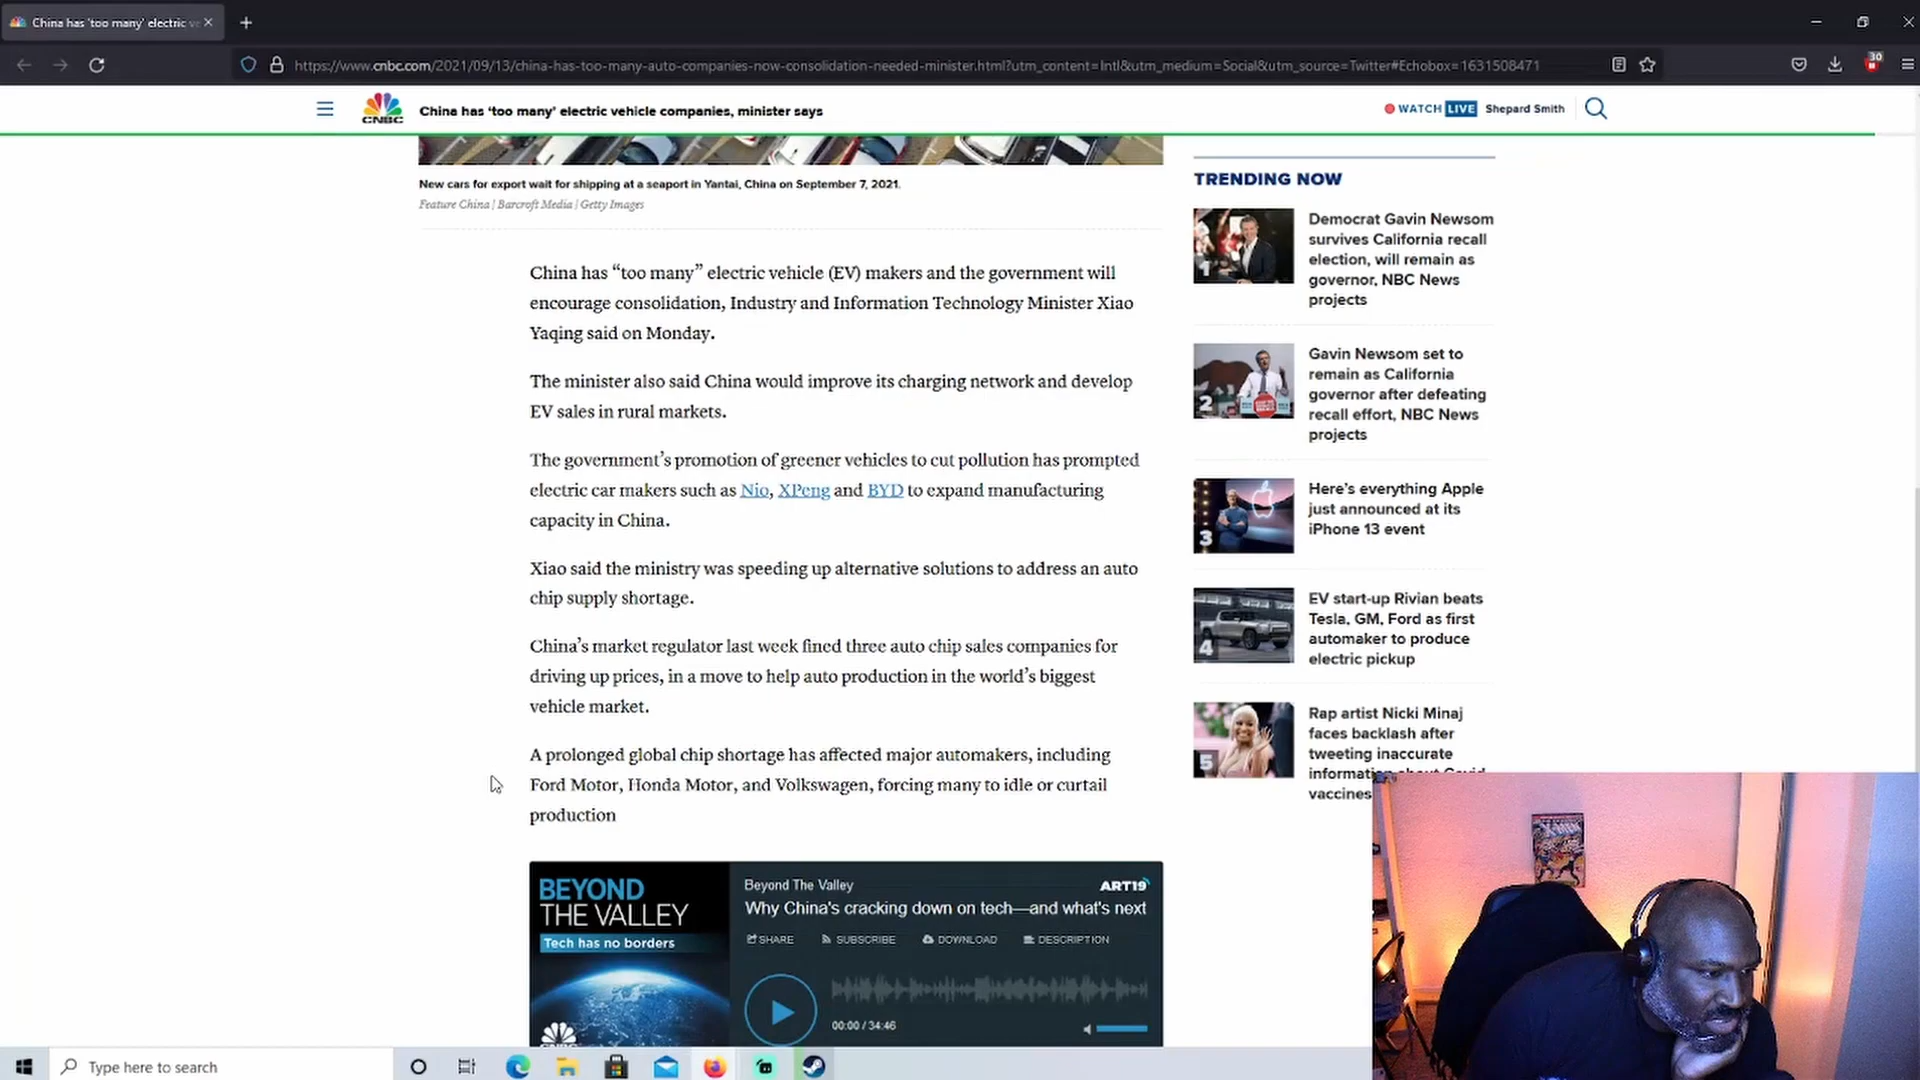 China has 'too many' electric ve
https://www.cnbc.com/2021/09/13/china-has-too-many-auto-companies-now-consolidation-needed-minister.html?utm_content=Intl&utm_medium=Social&utm_source=Twitter#Echobox=1631508471
30
CNBC
China has 'too many' electric vehicle companies, minister says
WATCH LIVE Shepard Smith
New cars for export wait for shipping at a seaport in Yantai, China on September 7, 2021.
Feature China | Barcroft Media | Getty Images
China has “too many” electric vehicle (EV) makers and the government will
encourage consolidation, Industry and Information Technology Minister Xiao
Yaqing said on Monday.
The minister also said China would improve its charging network and develop
EV sales in rural markets.
The government’s promotion of greener vehicles to cut pollution has prompted
electric car makers such as Nio, XPeng and BYD to expand manufacturing
capacity in China.
Xiao said the ministry was speeding up alternative solutions to address an auto
chip supply shortage.
China’s market regulator last week fined three auto chip sales companies for
driving up prices, in a move to help auto production in the world’s biggest
vehicle market.
A prolonged global chip shortage has affected major automakers, including
Ford Motor, Honda Motor, and Volkswagen, forcing many to idle or curtail
production
BEYOND
THE VALLEY
Tech has no borders
Beyond The Valley
ART19
Why China's cracking down on tech—and what's next
SHARE SUBSCRIBE DOWNLOAD DESCRIPTION
00:00 / 34:46
TRENDING NOW
1
Democrat Gavin Newsom
survives California recall
election, will remain as
governor, NBC News
projects
2
Gavin Newsom set to
remain as California
governor after defeating
recall effort, NBC News
projects
3
Here’s everything Apple
just announced at its
iPhone 13 event
4
EV start-up Rivian beats
Tesla, GM, Ford as first
automaker to produce
electric pickup
5
Rap artist Nicki Minaj
faces backlash after
tweeting inaccurate
information about Covid
vaccines
X-MEN
Type here to search